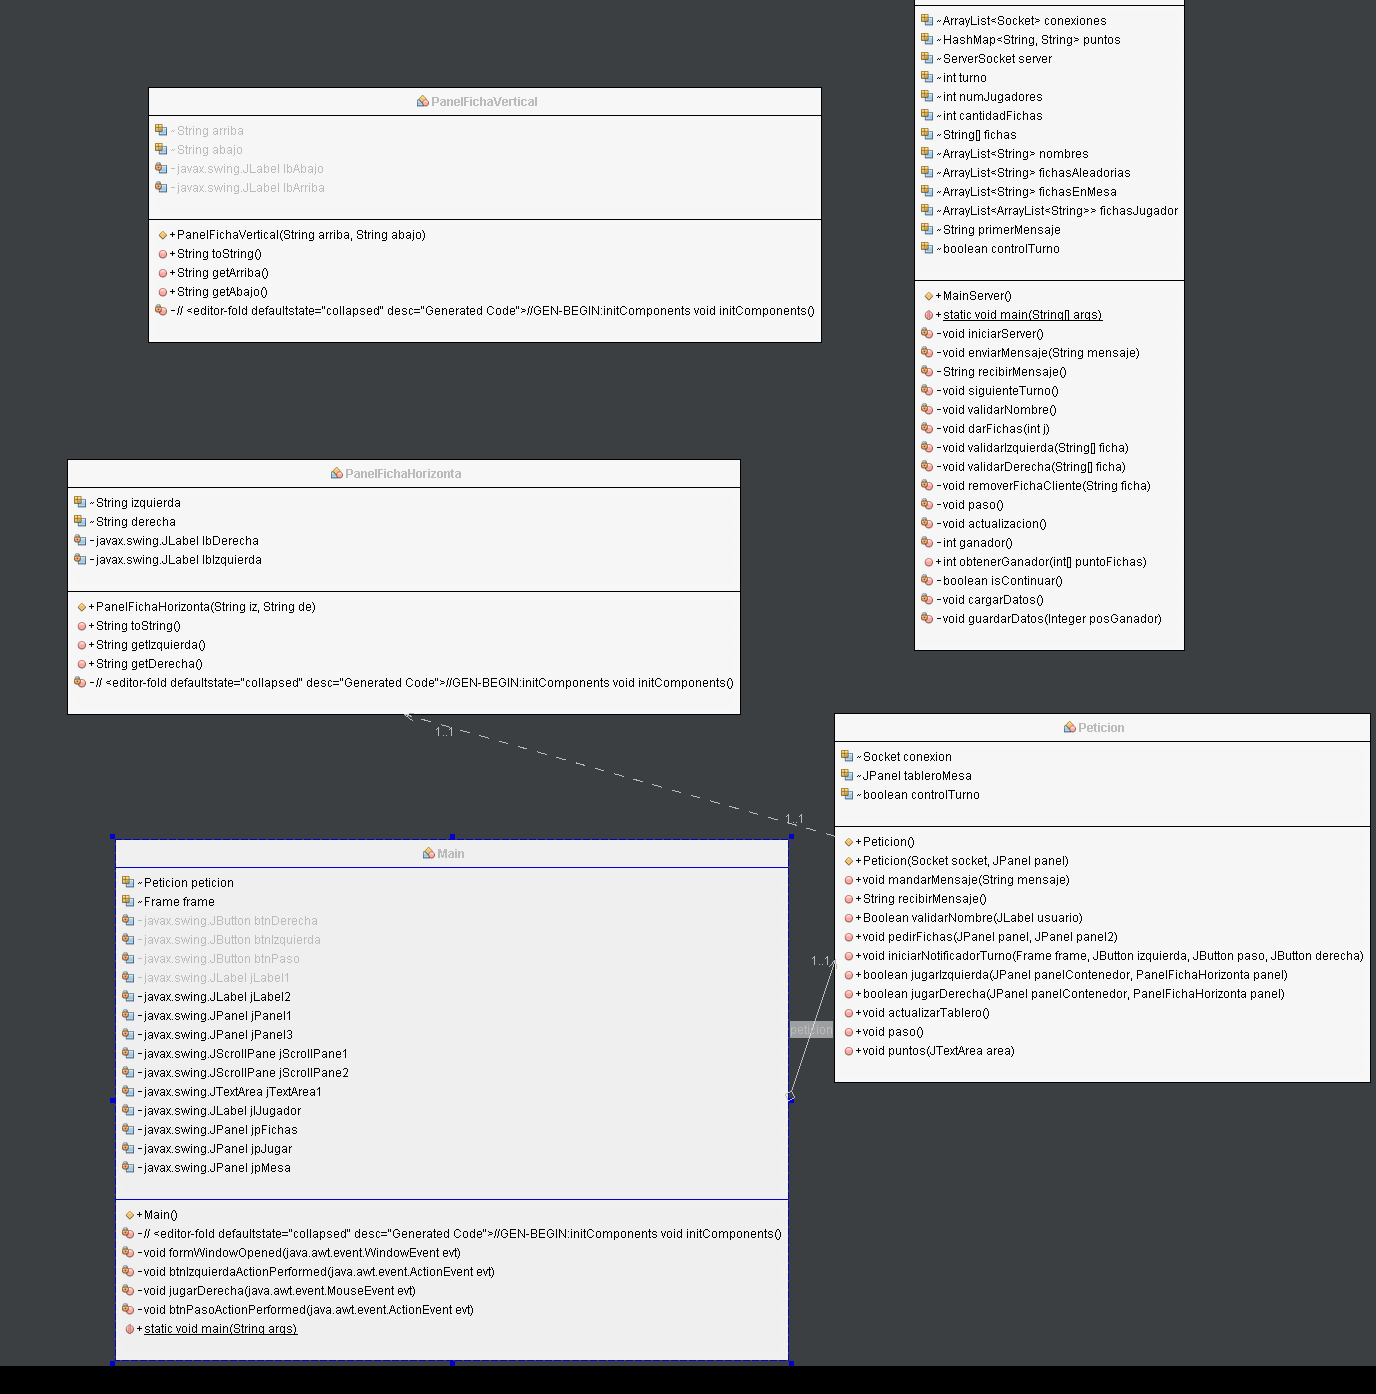 PanelFichaVertical
~String arriba
~String abajo
-javax.swing.JLabel lbAbajo
-javax.swing.JLabel lbArriba
+PanelFichaVertical(String arriba, String abajo)
+String toString()
+String getArriba()
+String getAbajo()
-// <editor-fold defaultstate="collapsed" desc="Generated Code">//GEN-BEGIN:initComponents void initComponents()
~ArrayList<Socket> conexiones
~HashMap<String, String> puntos
~ServerSocket server
~int turno
~int numJugadores
~int cantidadFichas
~String[] fichas
~ArrayList<String> nombres
~ArrayList<String> fichasAleadorias
~ArrayList<String> fichasEnMesa
~ArrayList<ArrayList<String>> fichasJugador
~String primerMensaje
~boolean controlTurno
+MainServer()
+static void main(String[] args)
-void iniciarServer()
-void enviarMensaje(String mensaje)
-String recibirMensaje()
-void siguienteTurno()
-void validarNombre()
-void darFichas(int j)
-void validarIzquierda(String[] ficha)
-void validarDerecha(String[] ficha)
-void removerFichaCliente(String ficha)
-void paso()
-void actualizacion()
-int ganador()
+int obtenerGanador(int[] puntoFichas)
-boolean isContinuar()
-void cargarDatos()
-void guardarDatos(Integer posGanador)
PanelFichaHorizonta
~String izquierda
~String derecha
-javax.swing.JLabel lbDerecha
-javax.swing.JLabel lbIzquierda
+PanelFichaHorizonta(String iz, String de)
+String toString()
+String getIzquierda()
+String getDerecha()
-// <editor-fold defaultstate="collapsed" desc="Generated Code">//GEN-BEGIN:initComponents void initComponents()
1..1
1..1
Peticion
~Socket conexion
~JPanel tableroMesa
~boolean controlTurno
+Peticion()
+Peticion(Socket socket, JPanel panel)
+void mandarMensaje(String mensaje)
+String recibirMensaje()
+Boolean validarNombre(JLabel usuario)
+void pedirFichas(JPanel panel, JPanel panel2)
+void iniciarNotificadorTurno(Frame frame, JButton izquierda, JButton paso, JButton derecha)
+boolean jugarIzquierda(JPanel panelContenedor, PanelFichaHorizonta panel)
+boolean jugarDerecha(JPanel panelContenedor, PanelFichaHorizonta panel)
+void actualizarTablero()
+void paso()
+void puntos(JTextArea area)
1..1
peticion
Main
~Peticion peticion
~Frame frame
-javax.swing.JButton btnDerecha
-javax.swing.JButton btnIzquierda
-javax.swing.JButton btnPaso
-javax.swing.JLabel jLabel1
-javax.swing.JLabel jLabel2
-javax.swing.JPanel jPanel1
-javax.swing.JPanel jPanel3
-javax.swing.JScrollPane jScrollPane1
-javax.swing.JScrollPane jScrollPane2
-javax.swing.JTextArea jTextArea1
-javax.swing.JLabel jlJugador
-javax.swing.JPanel jpFichas
-javax.swing.JPanel jpJugar
-javax.swing.JPanel jpMesa
+Main()
-// <editor-fold defaultstate="collapsed" desc="Generated Code">//GEN-BEGIN:initComponents void initComponents()
-void formWindowOpened(java.awt.event.WindowEvent evt)
-void btnIzquierdaActionPerformed(java.awt.event.ActionEvent evt)
-void jugarDerecha(java.awt.event.MouseEvent evt)
-void btnPasoActionPerformed(java.awt.event.ActionEvent evt)
+static void main(String args)